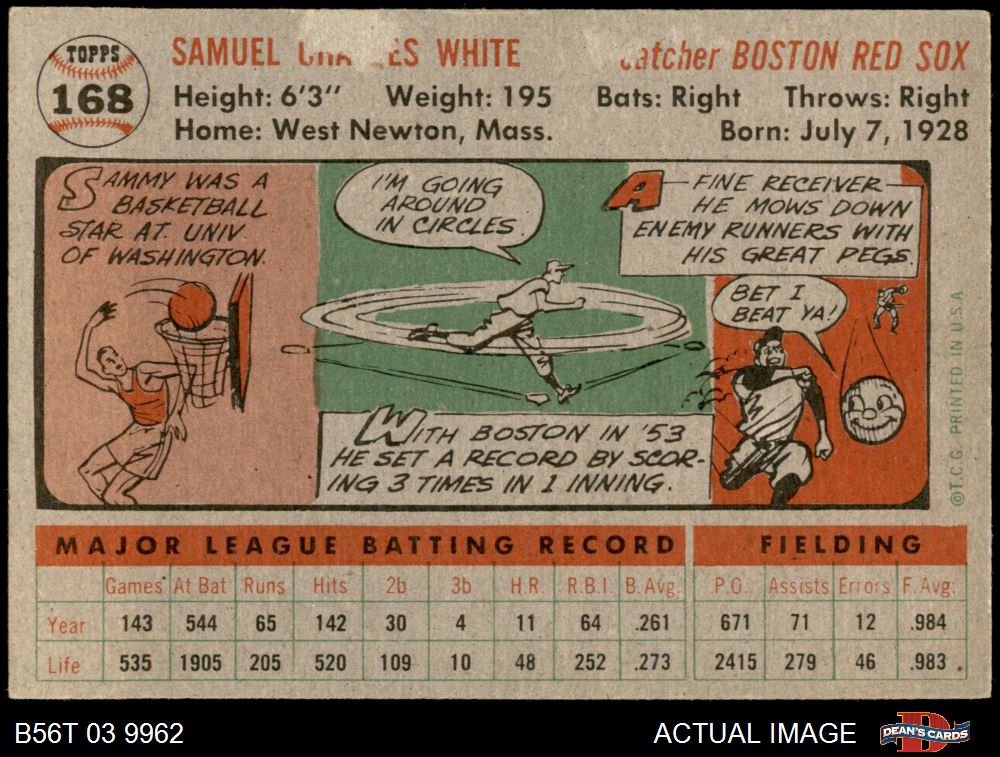 TOPPS
168
SAMUEL WHITE
BOSTON RED SOX
Height: 6'3" Weight: 195 Bats: Right Throws: Right
Home: West Newton, Mass. Born: July 7, 1928
SAMMY WAS A
BASKETBALL
STAR AT UNIV.
OF WASHINGTON.
I'M GOING
AROUND
IN CIRCLES
WITH BOSTON IN '53
HE SET A RECORD BY SCOR-
ING 3 TIMES IN 1 INNING.
A FINE RECEIVER
HE MOWS DOWN
ENEMY RUNNERS WITH
HIS GREAT PEGS.
BET I
BEAT YA!
©T.C.G. PRINTED IN U.S.A.
MAJOR LEAGUE BATTING RECORD FIELDING
Games At Bat Runs Hits 2b 3b H.R. R.B.I. B.Avg. P.O. Assists Errors F.Avg.
Year 143 544 65 142 30 4 11 64 .261 671 71 12 .984
Life 535 1905 205 520 109 10 48 252 .273 2415 279 46 .983
B56T 03 9962 ACTUAL IMAGE DEAN'S CARDS